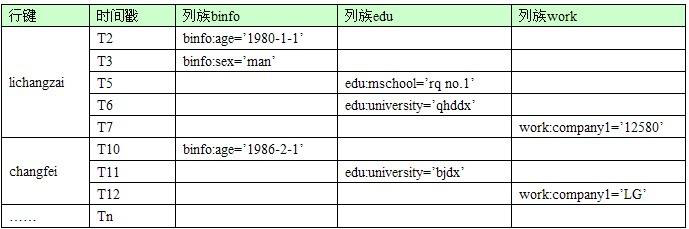 行键 时间戳 列族binfo 列族edu 列族work
lichangzai T2 binfo:age=’1980-1-1’
T3 binfo:sex=’man’
T5 edu:mschool=’rq no.1’
T6 edu:university=’qhddx’
T7 work:company1=’12580’
changfei T10 binfo:age=’1986-2-1’
T11 edu:university=’bjdx’
T12 work:company1=’LG’
…… Tn